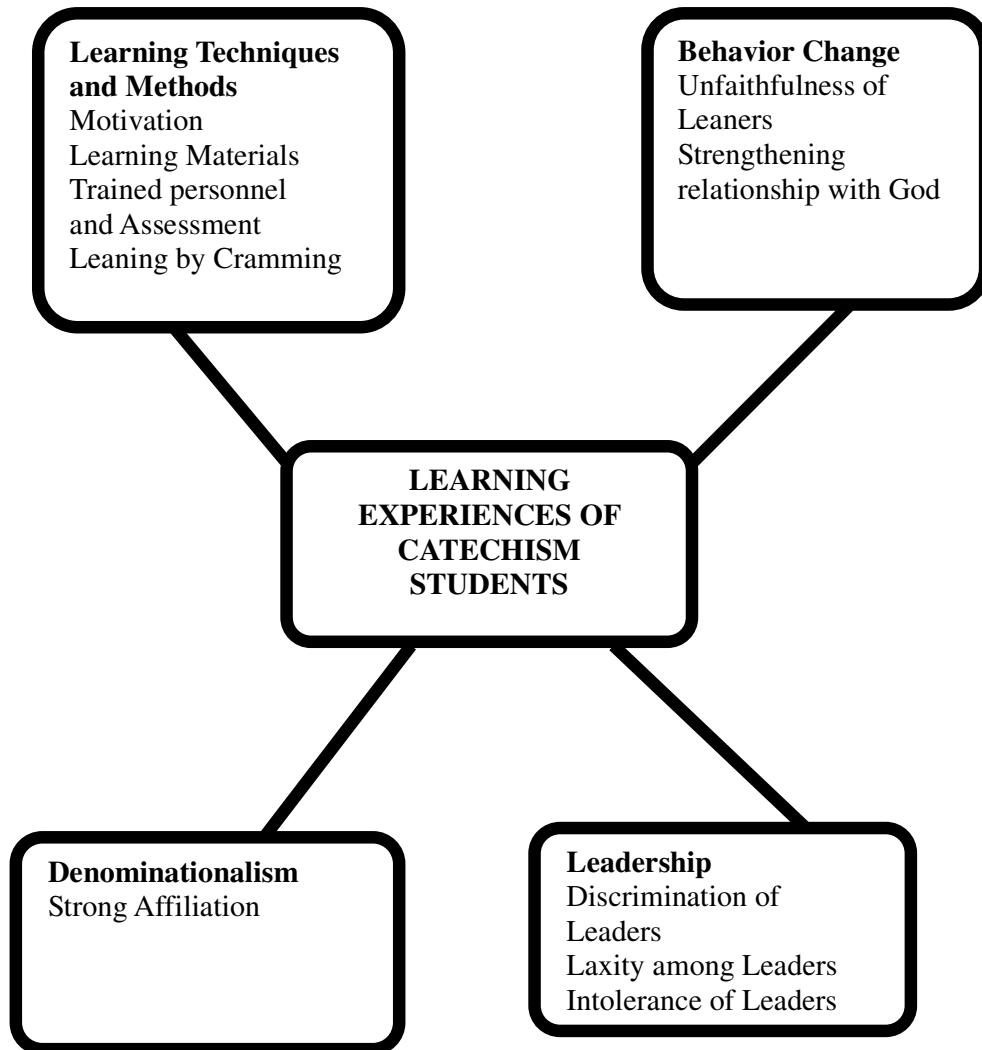 Learning Techniques
and Methods
Motivation
Learning Materials
Trained personnel
and Assessment
Leaning by Cramming
Behavior Change
Unfaithfulness of
Leaners
Strengthening
relationship with God
LEARNING
EXPERIENCES OF
CATECHISM
STUDENTS
Denominationalism
Strong Affiliation
Leadership
Discrimination of
Leaders
Laxity among Leaders
Intolerance of Leaders